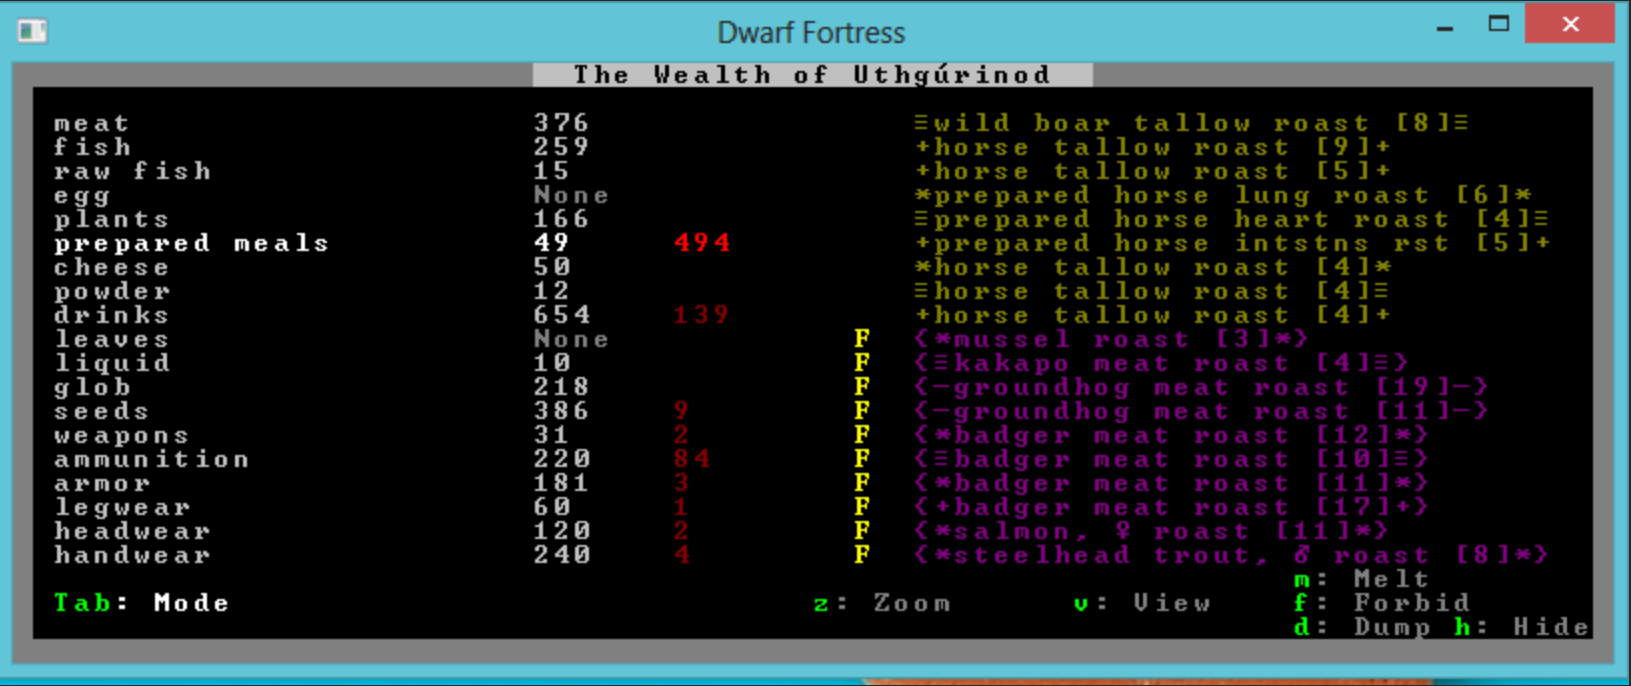 Dwarf Fortress
The Wealth of Uthgúrinod
meat 376 ≡wild boar tallow roast [8]≡
fish 259 +horse tallow roast [9]+
raw fish 15 +horse tallow roast [5]+
egg None *prepared horse lung roast [6]*
plants 166 ≡prepared horse heart roast [4]≡
prepared meals 49 494 +prepared horse intstns rst [5]+
cheese 50 *horse tallow roast [4]*
powder 12 ≡horse tallow roast [4]≡
drinks 654 139 +horse tallow roast [4]+
leaves None F {*mussel roast [3]*}
liquid 10 F {≡kakapo meat roast [4]≡}
glob 218 F {-groundhog meat roast [19]-}
seeds 386 9 F {-groundhog meat roast [11]-}
weapons 31 2 F {*badger meat roast [12]*}
ammunition 220 84 F {≡badger meat roast [10]≡}
armor 181 3 F {*badger meat roast [11]*}
legwear 60 1 F {+badger meat roast [17]+}
headwear 120 2 F {*salmon, ♀ roast [11]*}
handwear 240 4 F {*steelhead trout, ♂ roast [8]*}
m: Melt
Tab: Mode z: Zoom v: View f: Forbid
d: Dump h: Hide